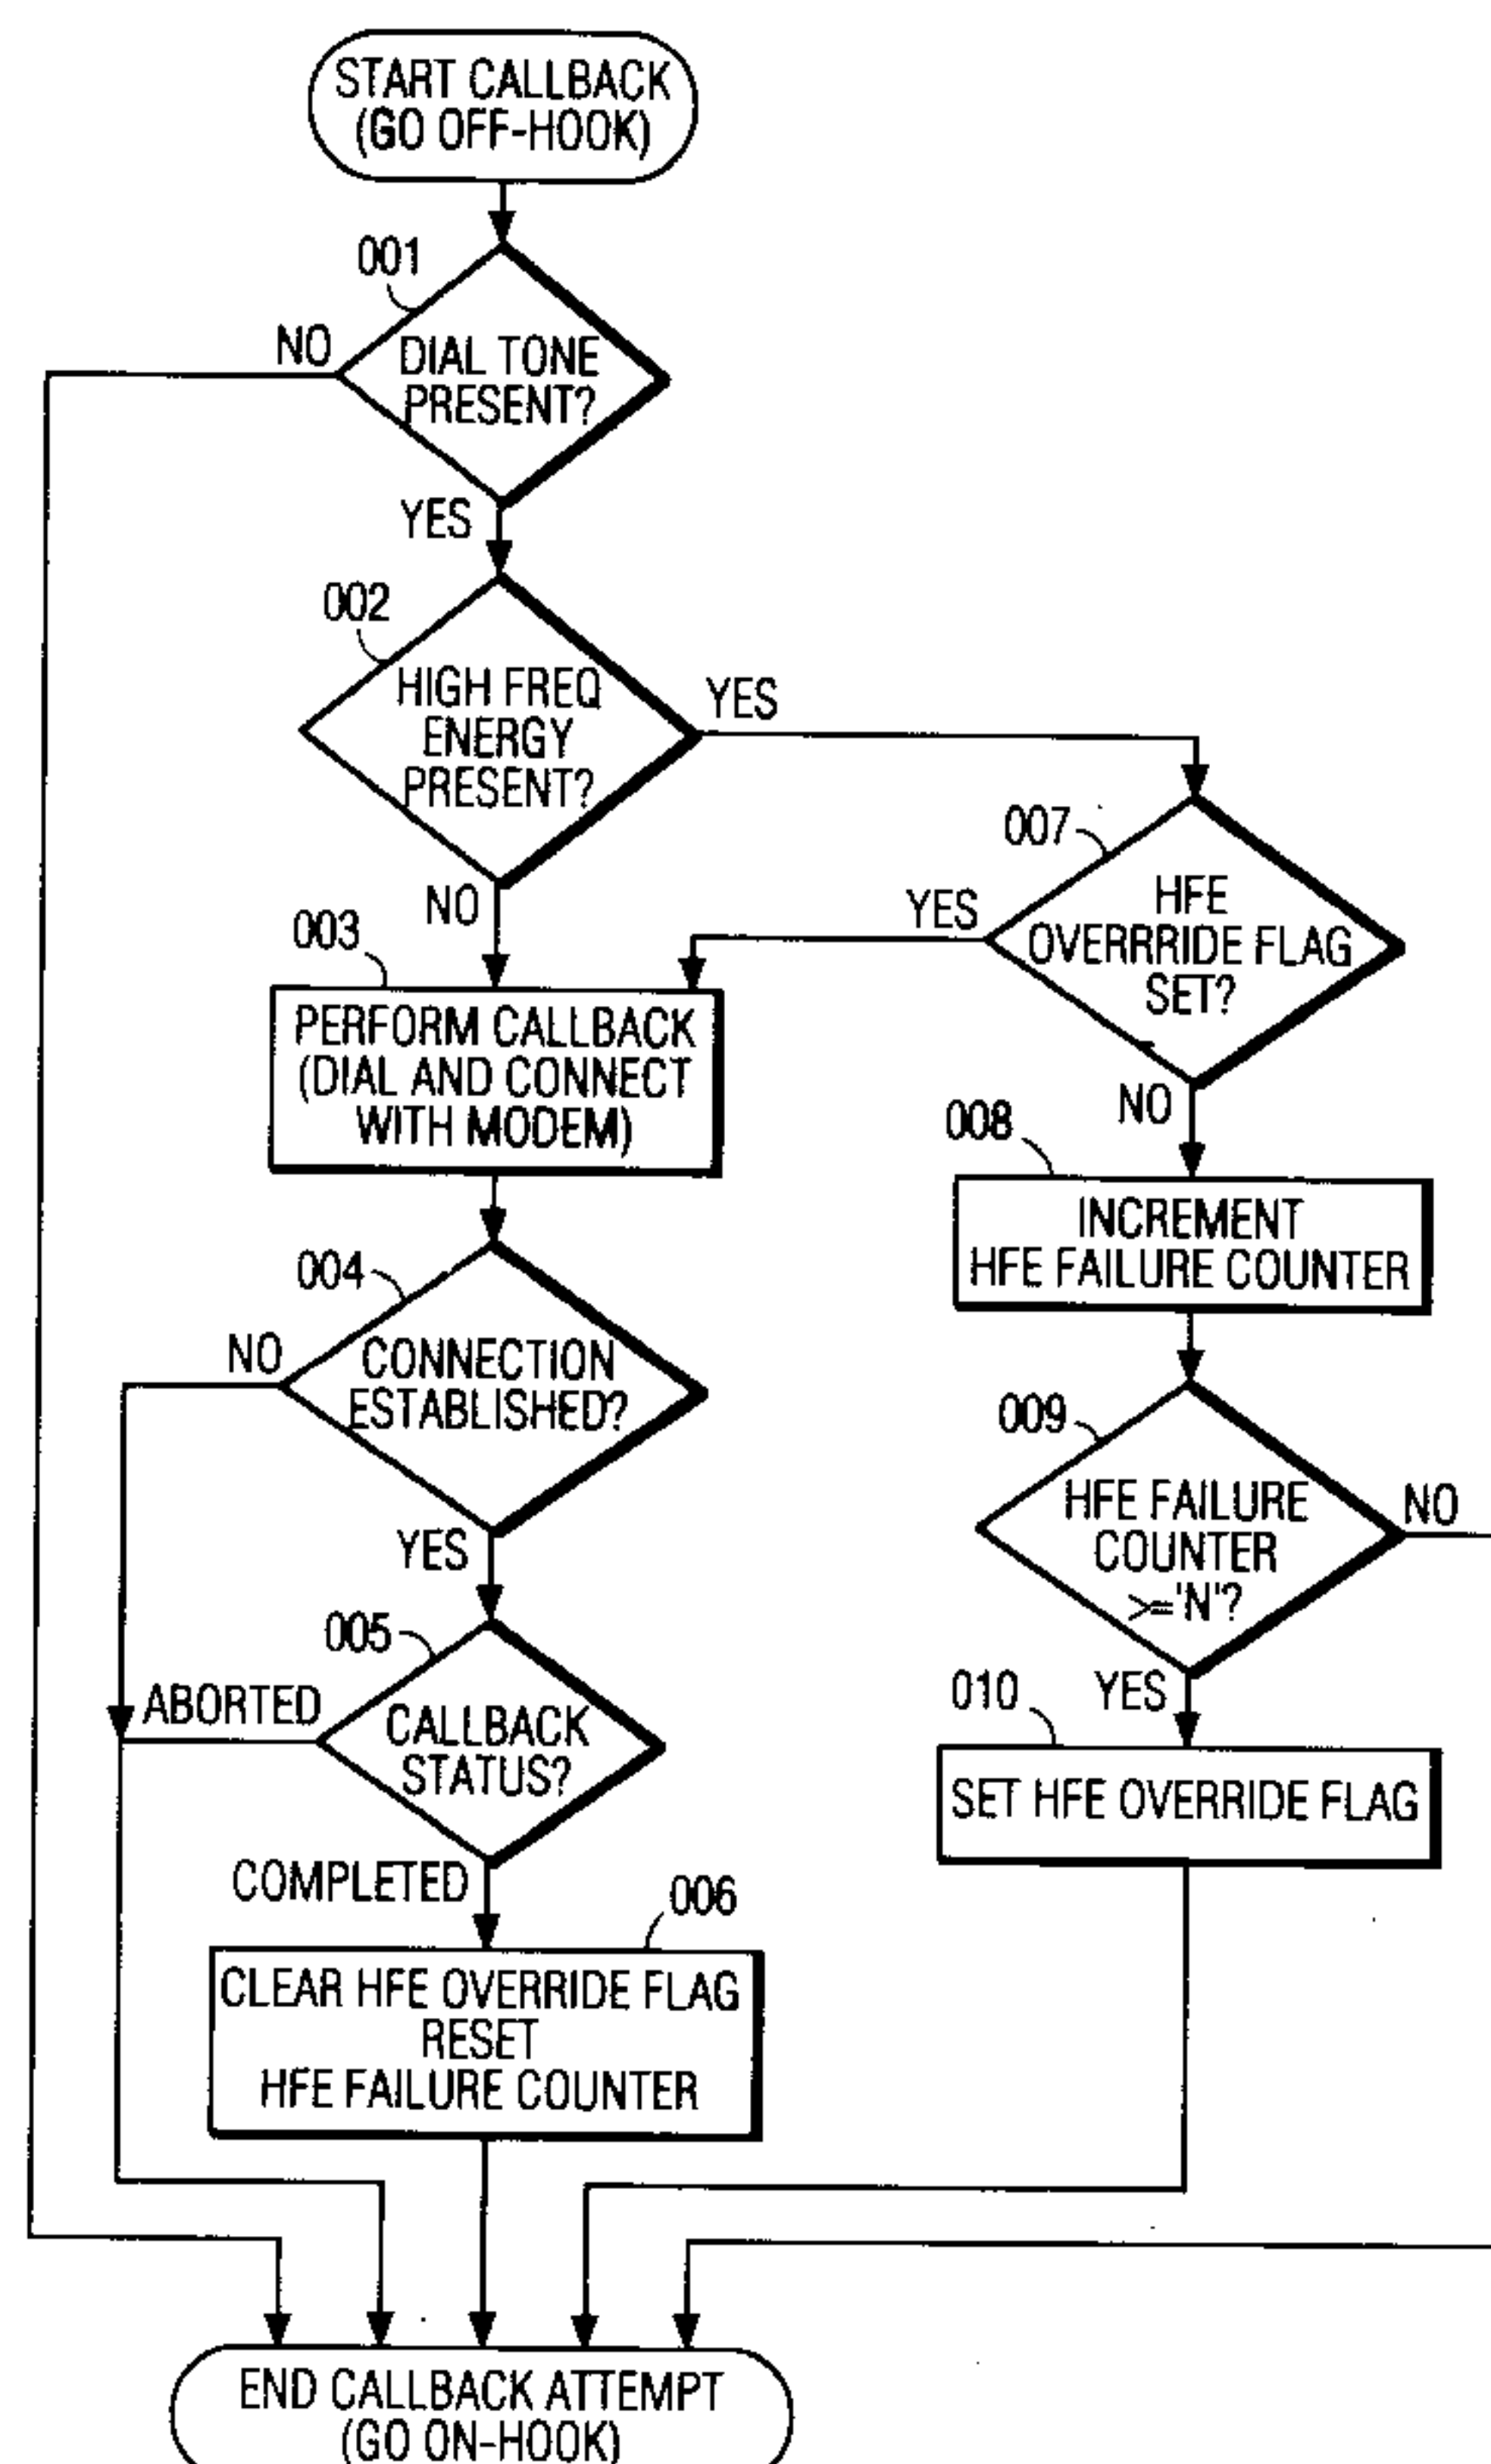 START CALLBACK
(GO OFF-HOOK)
001
NO
DIAL TONE
PRESENT?
YES
002
HIGH FREQ
ENERGY
PRESENT?
YES
NO
007
HFE
OVERRRIDE FLAG
SET?
YES
NO
003
PERFORM CALLBACK
(DIAL AND CONNECT
WITH MODEM)
008
INCREMENT
HFE FAILURE COUNTER
004
NO
CONNECTION
ESTABLISHED?
YES
009
HFE FAILURE
COUNTER
>='N'?
NO
YES
005
ABORTED
CALLBACK
STATUS?
COMPLETED
010
SET HFE OVERRIDE FLAG
006
CLEAR HFE OVERRIDE FLAG
RESET
HFE FAILURE COUNTER
END CALLBACK ATTEMPT
(GO ON-HOOK)